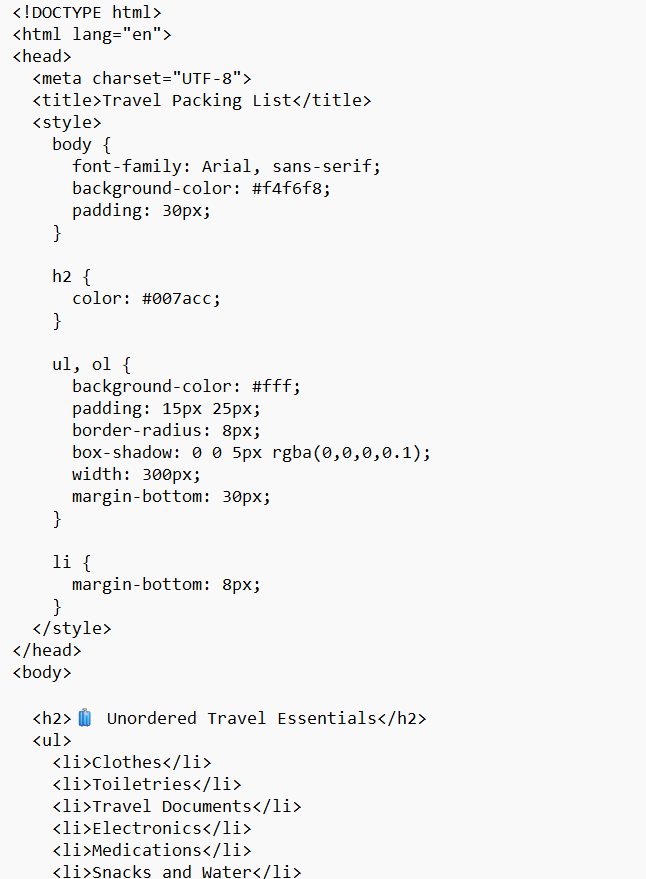 <!DOCTYPE html>
<html lang="en">
<head>
  <meta charset="UTF-8">
  <title>Travel Packing List</title>
  <style>
    body {
      font-family: Arial, sans-serif;
      background-color: #f4f6f8;
      padding: 30px;
    }

    h2 {
      color: #007acc;
    }

    ul, ol {
      background-color: #fff;
      padding: 15px 25px;
      border-radius: 8px;
      box-shadow: 0 0 5px rgba(0,0,0,0.1);
      width: 300px;
      margin-bottom: 30px;
    }

    li {
      margin-bottom: 8px;
    }
  </style>
</head>
<body>

  <h2>🧳 Unordered Travel Essentials</h2>
  <ul>
    <li>Clothes</li>
    <li>Toiletries</li>
    <li>Travel Documents</li>
    <li>Electronics</li>
    <li>Medications</li>
    <li>Snacks and Water</li>